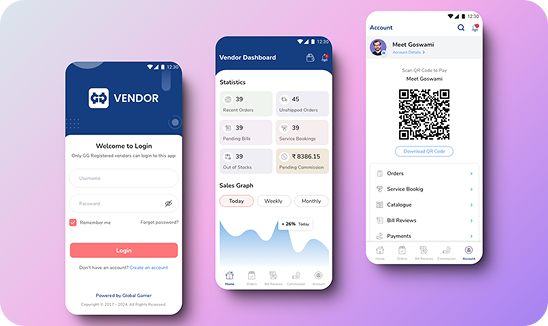 12:30
VENDOR
Welcome to Login
Only GG Registered vendors can login to this app
Username
Password
Remember me
Forgot password?
Login
Don't have an account? Create an account
Powered by Global Garner
Copyright © 2017 - 2024. All rights reserved.
12:30
Vendor Dashboard
Statistics
39
Recent Orders
45
Unshipped Orders
39
Pending Bills
39
Service Bookings
39
Out of Stocks
₹ 8386.15
Pending Commission
Sales Graph
Today
Weekly
Monthly
+ 26% Today
Home
Orders
Bill Reviews
Commission
Account
12:30
Account
Meet Goswami
Account Details >
Scan QR Code to Pay
Meet Goswami
Download QR Code
Orders
Service Bookig
Catalogue
Bill Reviews
Payments
Home
Orders
Bill Reviews
Commission
Account